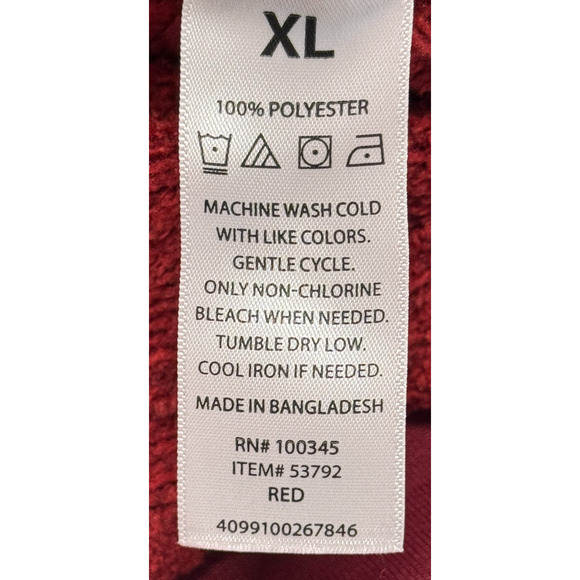 XL
100% POLYESTER
MACHINE WASH COLD
WITH LIKE COLORS.
GENTLE CYCLE.
ONLY NON-CHLORINE
BLEACH WHEN NEEDED.
TUMBLE DRY LOW.
COOL IRON IF NEEDED.
MADE IN BANGLADESH
RN# 100345
ITEM# 53792
RED
4099100267846